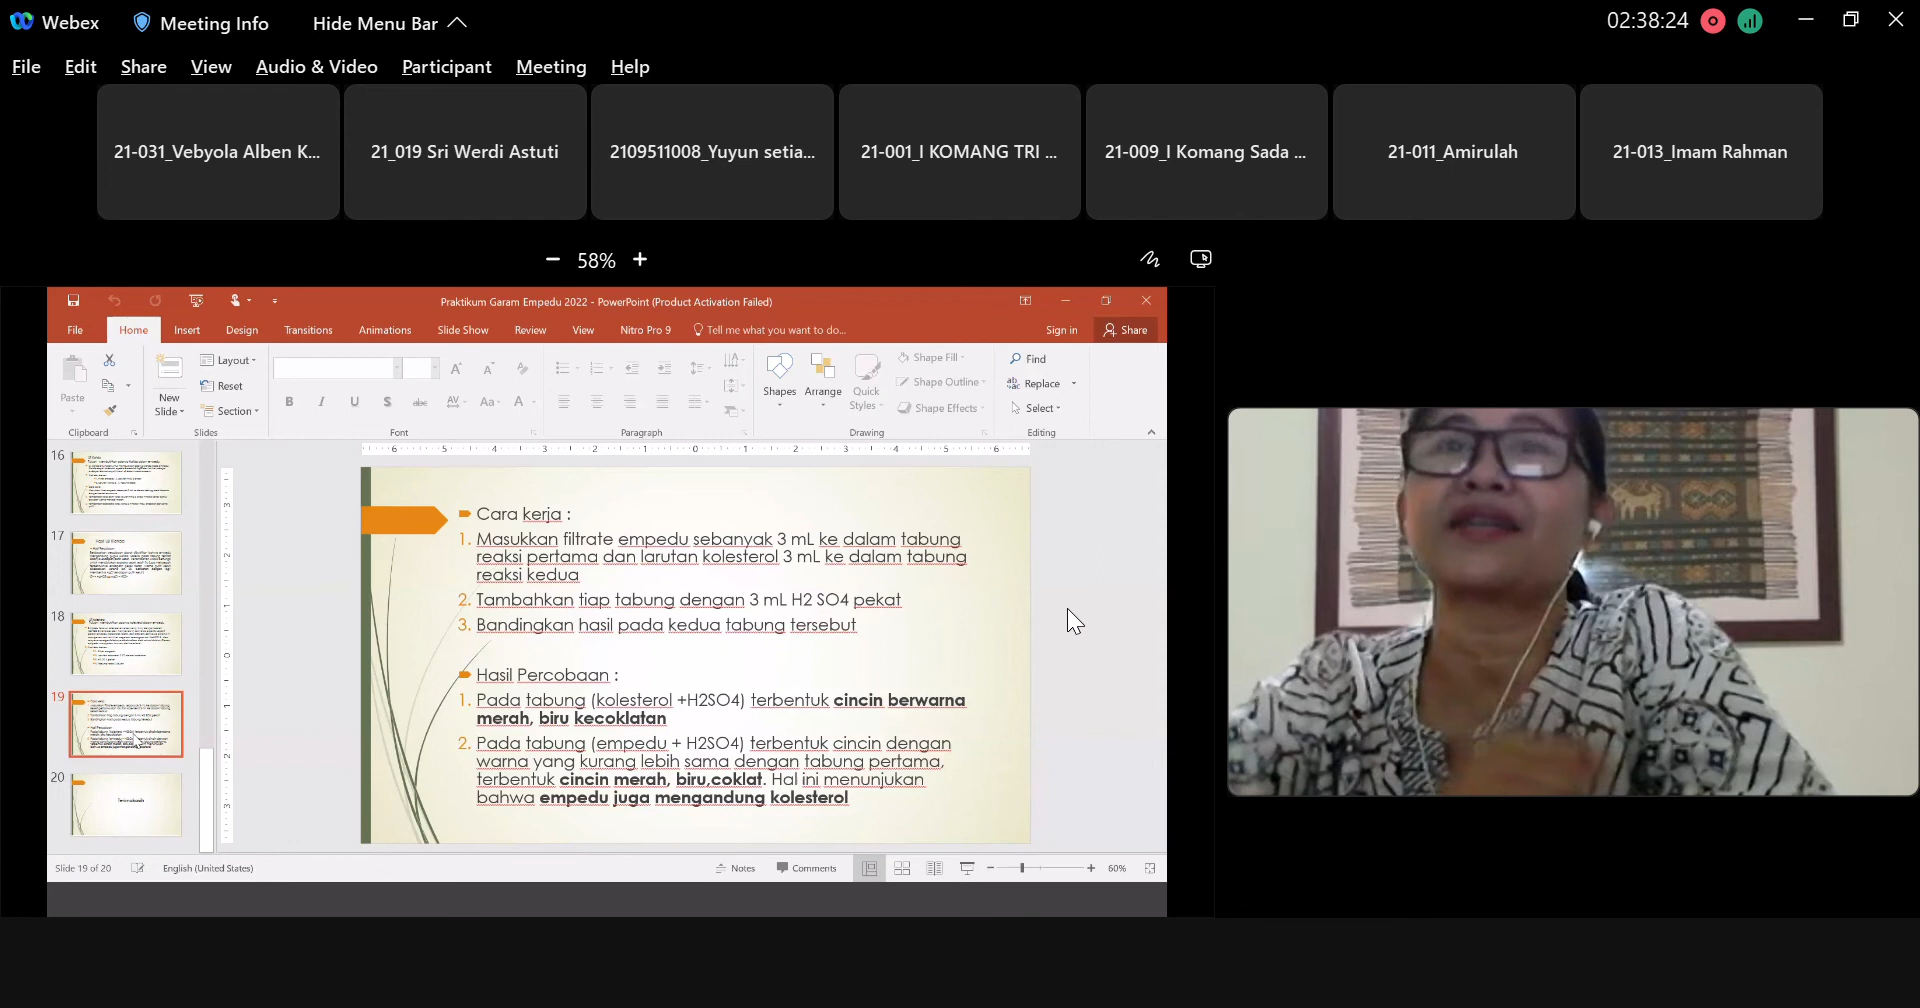 Webex Meeting Info Hide Menu Bar 02:38:24
File Edit Share View Audio & Video Participant Meeting Help
21-031_Vebyola Alben K... 21_019 Sri Werdi Astuti 2109511008_Yuyun setia... 21-001_I KOMANG TRI ... 21-009_I Komang Sada ... 21-011_Amirulah 21-013_Imam Rahman
58%
Praktikum Garam Empedu 2022 - PowerPoint (Product Activation Failed)
File Home Insert Design Transitions Animations Slide Show Review View Nitro Pro 9 Tell me what you want to do... Sign in Share
Paste New Slide Layout Reset Section Shapes Arrange Quick Styles Shape Fill Shape Outline Shape Effects Find Replace Select
Clipboard Slides Font Paragraph Drawing Editing
16
17
18
19
20
Cara kerja :
1. Masukkan filtrate empedu sebanyak 3 mL ke dalam tabung
reaksi pertama dan larutan kolesterol 3 mL ke dalam tabung
reaksi kedua
2. Tambahkan tiap tabung dengan 3 mL H2 SO4 pekat
3. Bandingkan hasil pada kedua tabung tersebut
Hasil Percobaan :
1. Pada tabung (kolesterol +H2SO4) terbentuk cincin berwarna
merah, biru kecoklatan
2. Pada tabung (empedu + H2SO4) terbentuk cincin dengan
warna yang kurang lebih sama dengan tabung pertama,
terbentuk cincin merah, biru,coklat. Hal ini menunjukan
bahwa empedu juga mengandung kolesterol
Slide 19 of 20 English (United States) Notes Comments 60%